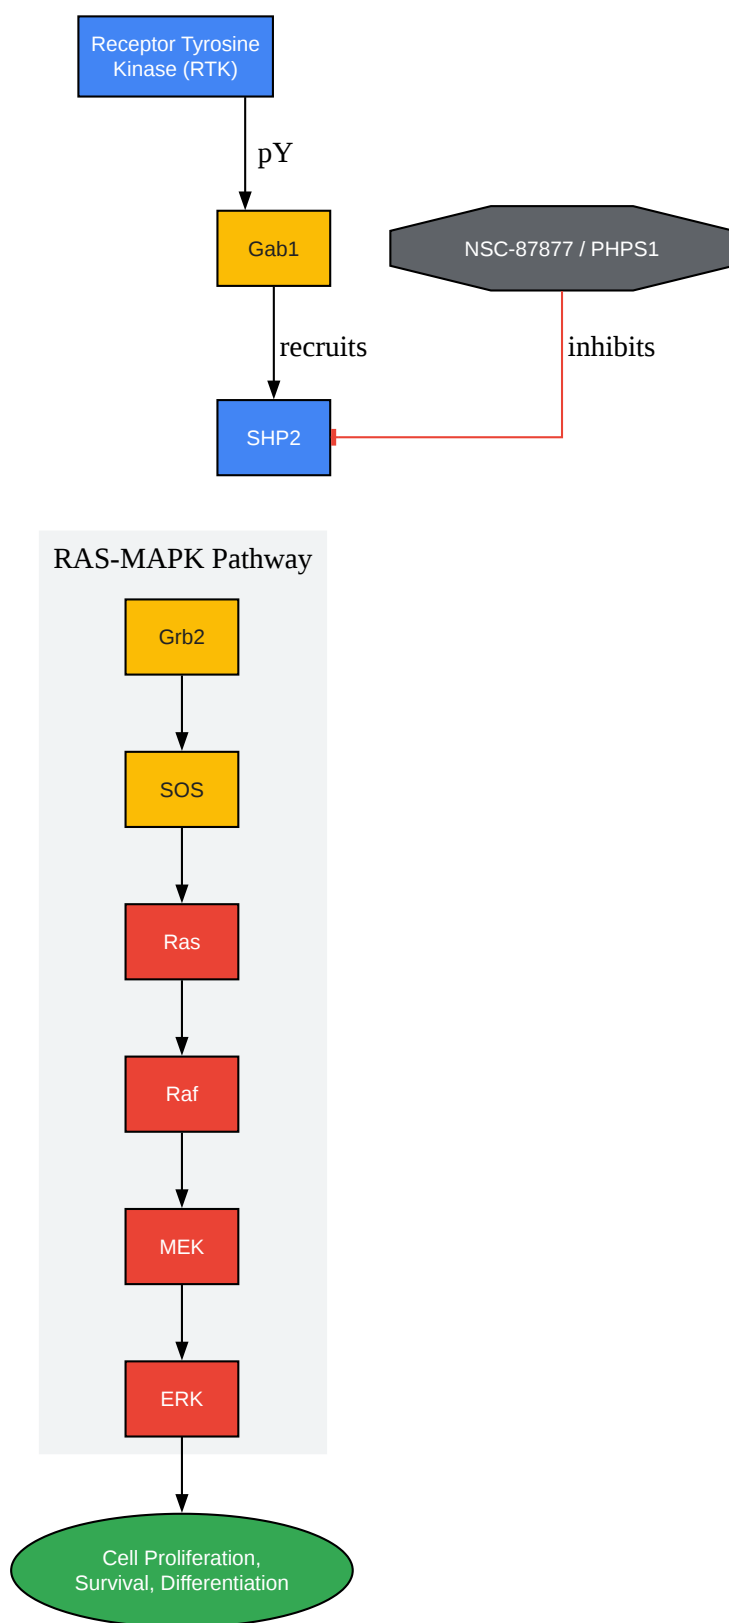 Receptor Tyrosine
Kinase (RTK)
pY
Gab1
NSC-87877 / PHPS1
recruits
inhibits
SHP2
RAS-MAPK Pathway
Grb2
SOS
Ras
Raf
MEK
ERK
Cell Proliferation,
Survival, Differentiation